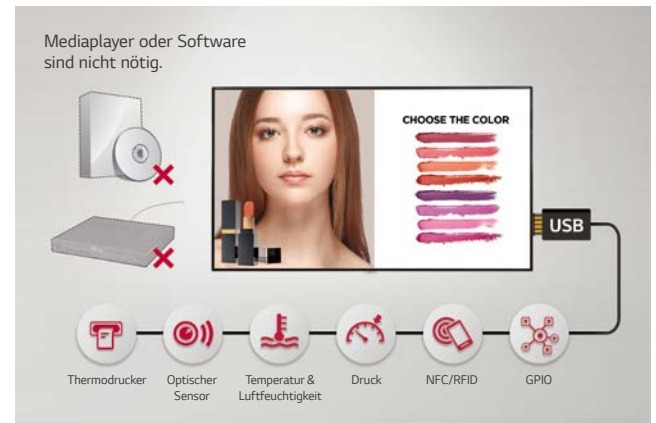 Mediaplayer oder Software
sind nicht nötig.
CHOOSE THE COLOR
USB
Thermodrucker
Optischer
Sensor
Temperatur &
Luftfeuchtigkeit
Druck
NFC/RFID
GPIO